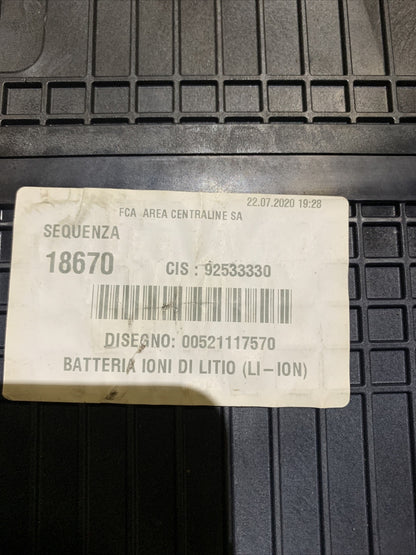 22.07.2020 19:28
FCA AREA CENTRALINE SA
SEQUENZA
18670 CIS : 92533330
DISEGNO: 00521117570
BATTERIA IONI DI LITIO (LI-ION)